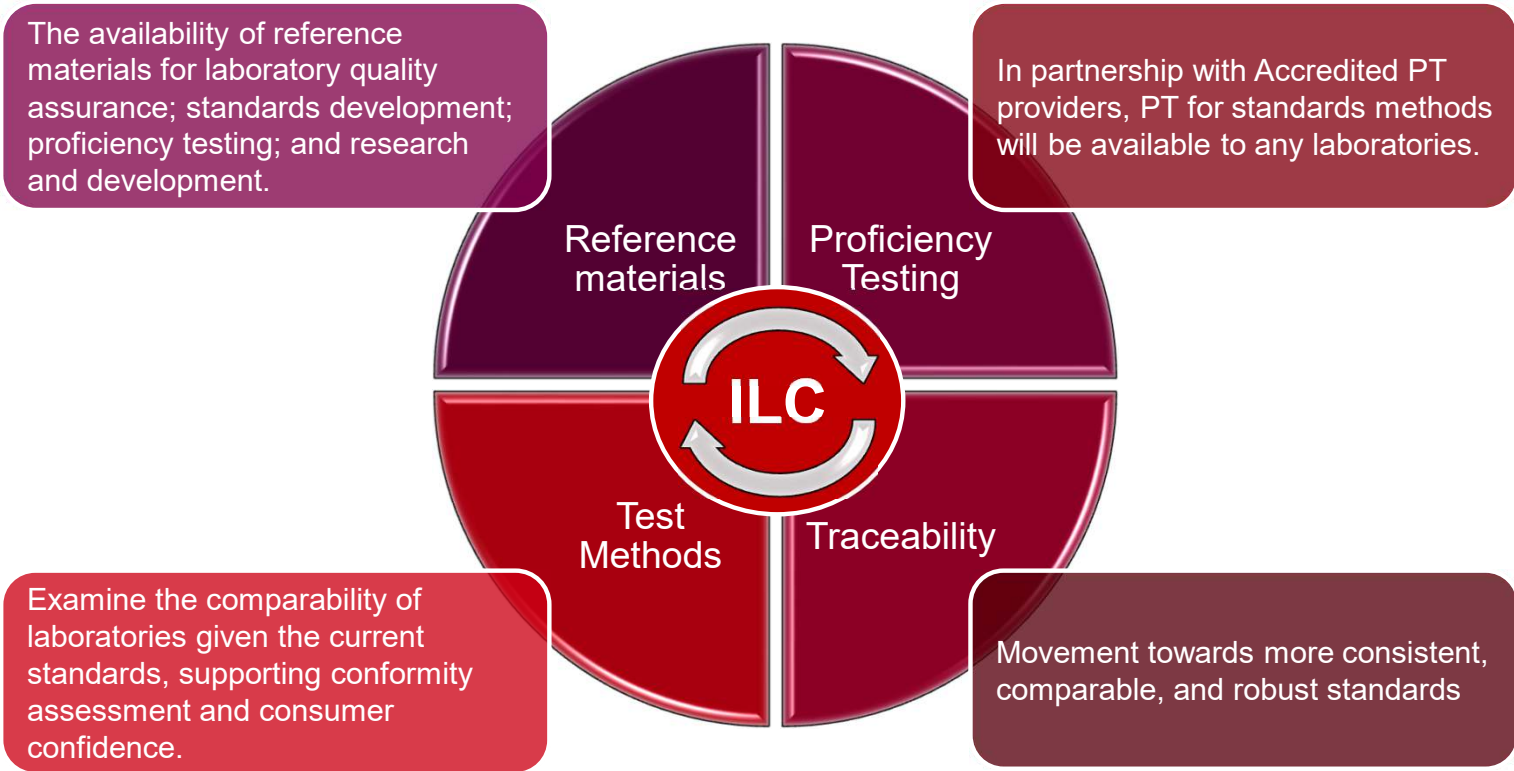 The availability of reference
materials for laboratory quality
assurance; standards development;
proficiency testing; and research
and development.
In partnership with Accredited PT
providers, PT for standards methods
will be available to any laboratories.
Reference
materials
Proficiency
Testing
ILC
Test
Methods
Traceability
Examine the comparability of
laboratories given the current
standards, supporting conformity
assessment and consumer
confidence.
Movement towards more consistent,
comparable, and robust standards